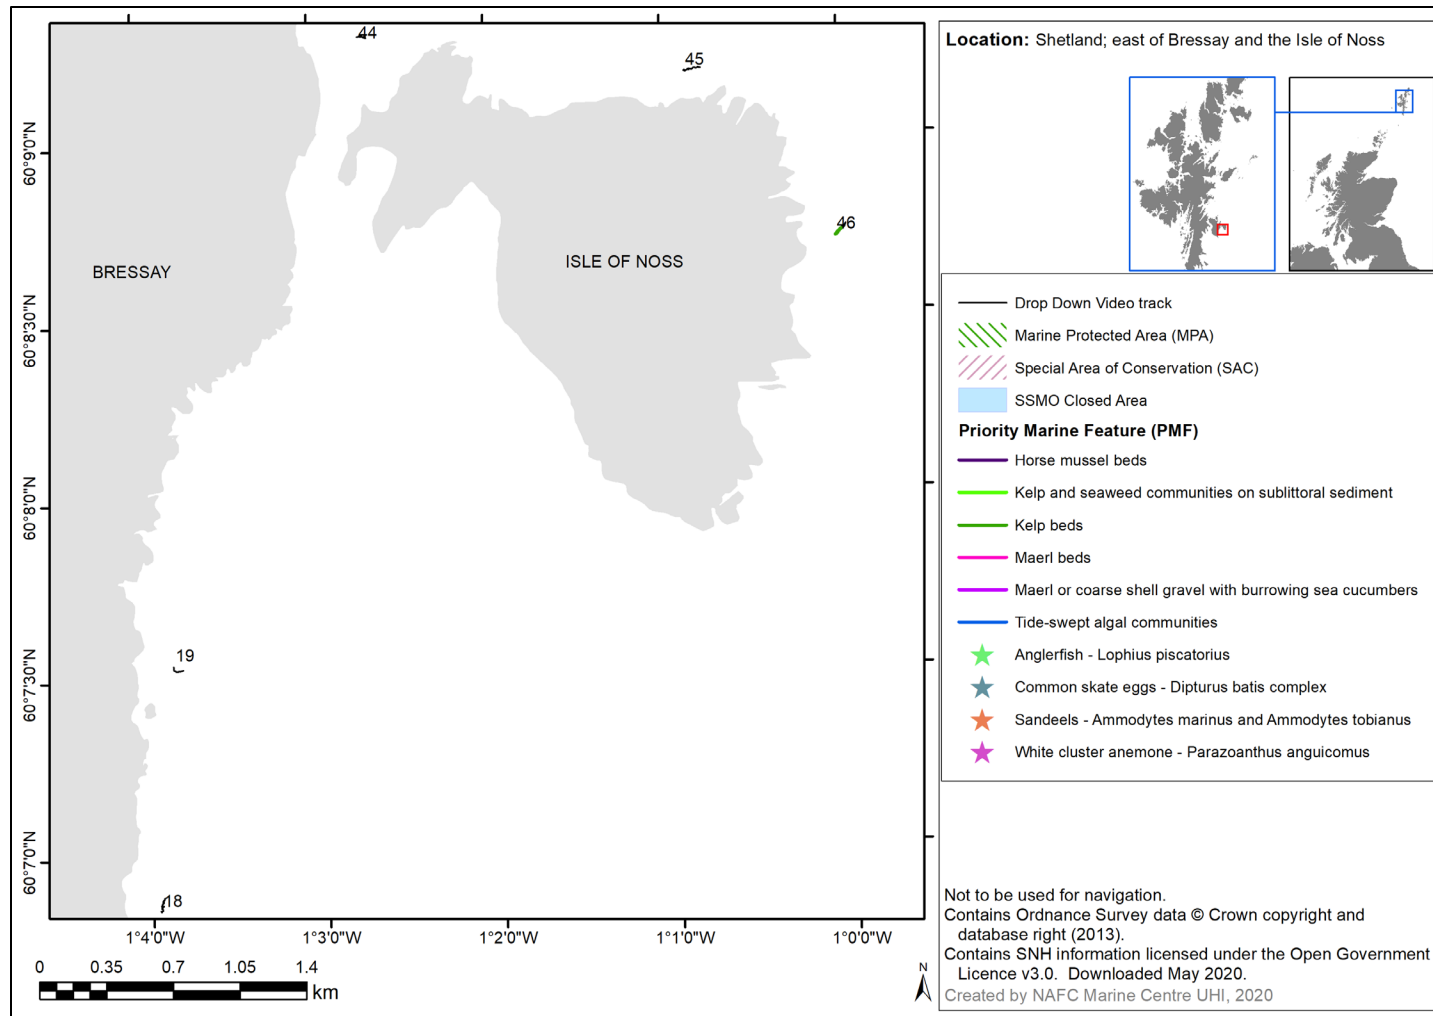 44
45
46
BRESSAY
ISLE OF NOSS
19
18
60°9'0"N
60°8'30"N
60°8'0"N
60°7'30"N
60°7'0"N
1°4'0"W
1°3'0"W
1°2'0"W
1°1'0"W
1°0'0"W
0 0.35 0.7 1.05 1.4
km
N
Location: Shetland; east of Bressay and the Isle of Noss
Drop Down Video track
Marine Protected Area (MPA)
Special Area of Conservation (SAC)
SSMO Closed Area
Priority Marine Feature (PMF)
Horse mussel beds
Kelp and seaweed communities on sublittoral sediment
Kelp beds
Maerl beds
Maerl or coarse shell gravel with burrowing sea cucumbers
Tide-swept algal communities
Anglerfish - Lophius piscatorius
Common skate eggs - Dipturus batis complex
Sandeels - Ammodytes marinus and Ammodytes tobianus
White cluster anemone - Parazoanthus anguicomus
Not to be used for navigation.
Contains Ordnance Survey data © Crown copyright and
database right (2013).
Contains SNH information licensed under the Open Government
Licence v3.0. Downloaded May 2020.
Created by NAFC Marine Centre UHI, 2020